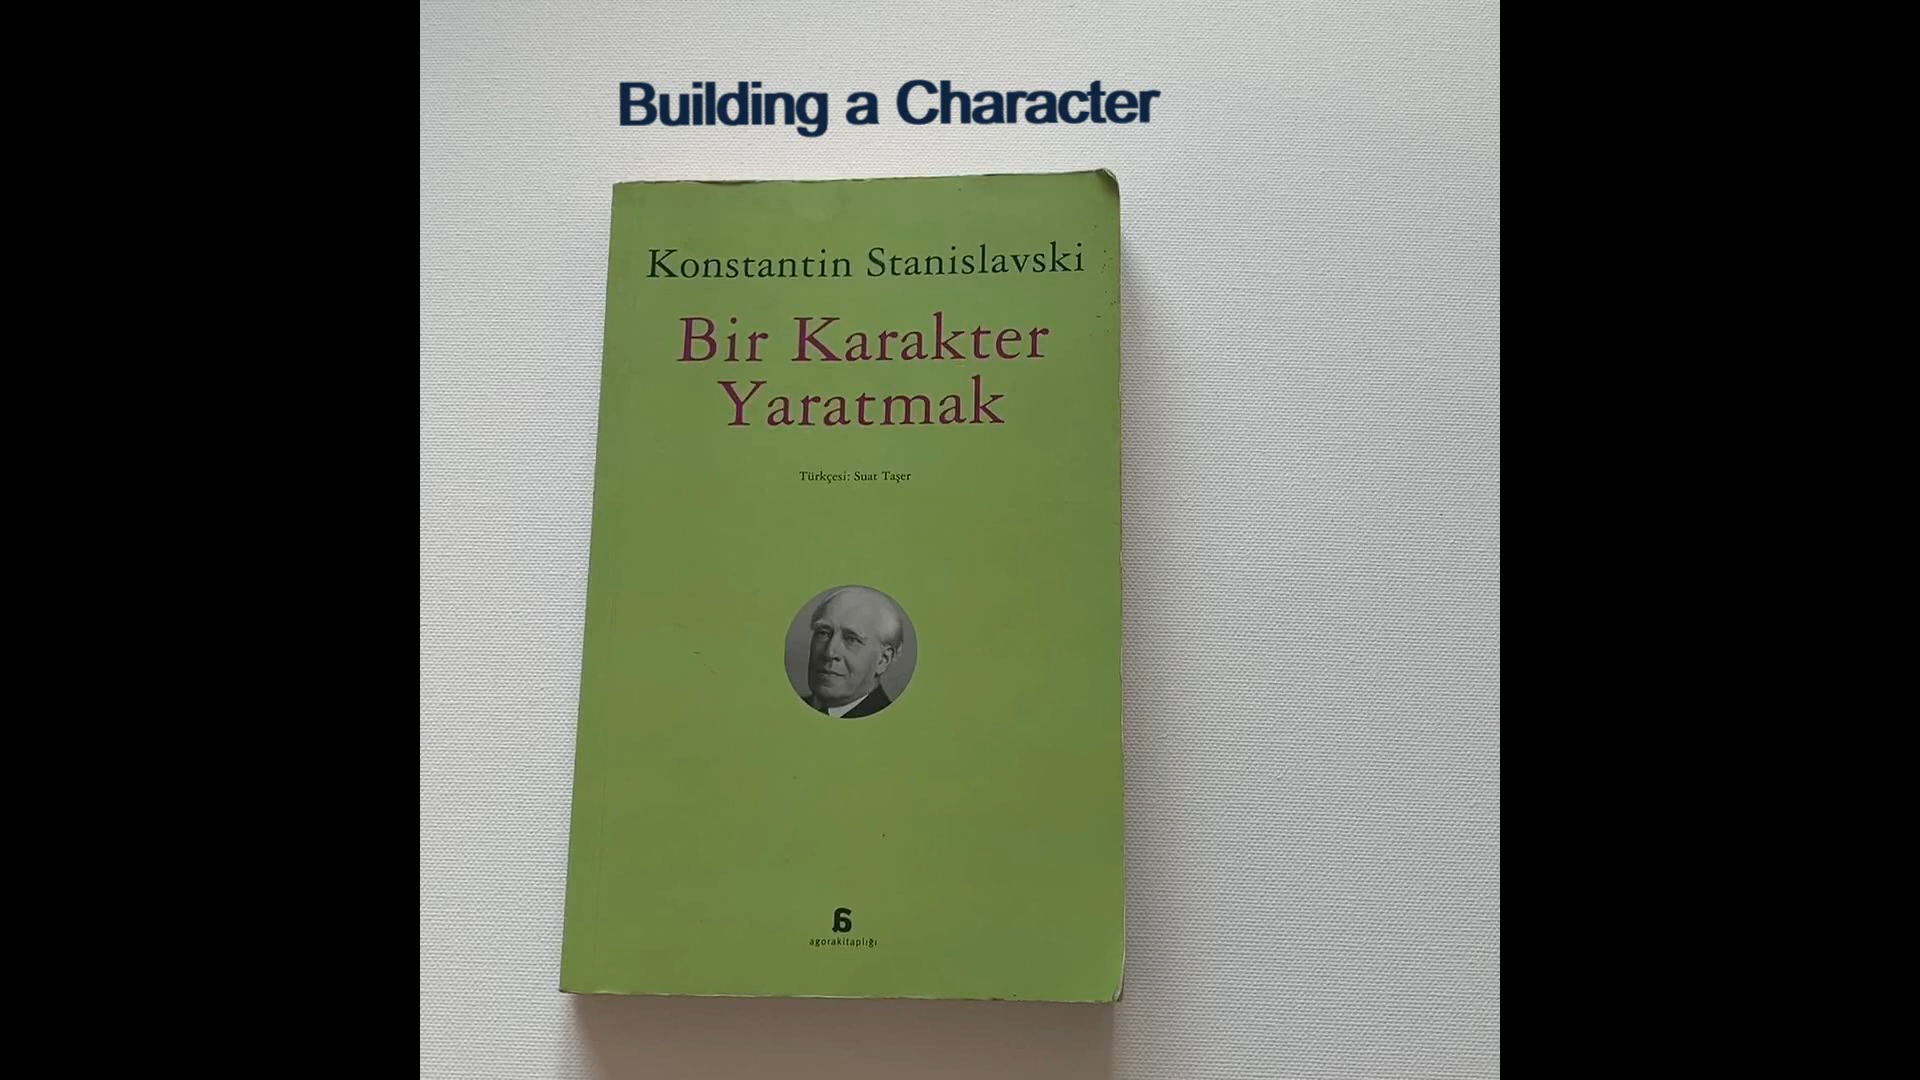 Building a Character
Konstantin Stanislavski
Bir Karakter
Yaratmak
Türkçesi: Suat Taşer
a
agorakitaplığı